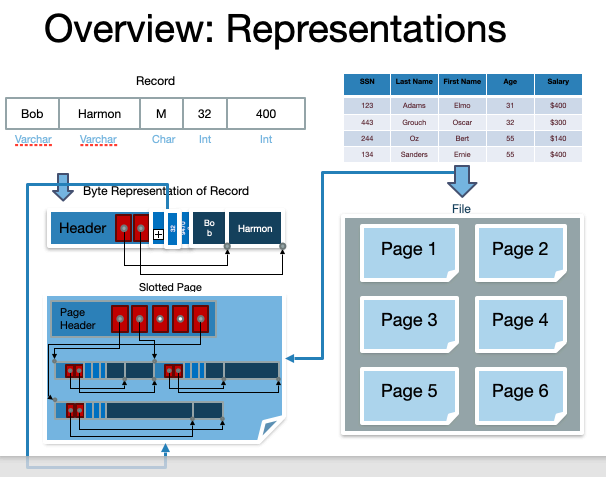 Overview: Representations
Record
Bob Harmon M 32 400
Varchar Varchar Char Int Int
SSN Last Name First Name Age Salary
123 Adams Elmo 31 $400
443 Grouch Oscar 32 $300
244 Oz Bert 55 $140
134 Sanders Ernie 55 $400
Byte Representation of Record
Header 32 Bo
b Harmon
Slotted Page
Page
Header
File
Page 1 Page 2
Page 3 Page 4
Page 5 Page 6